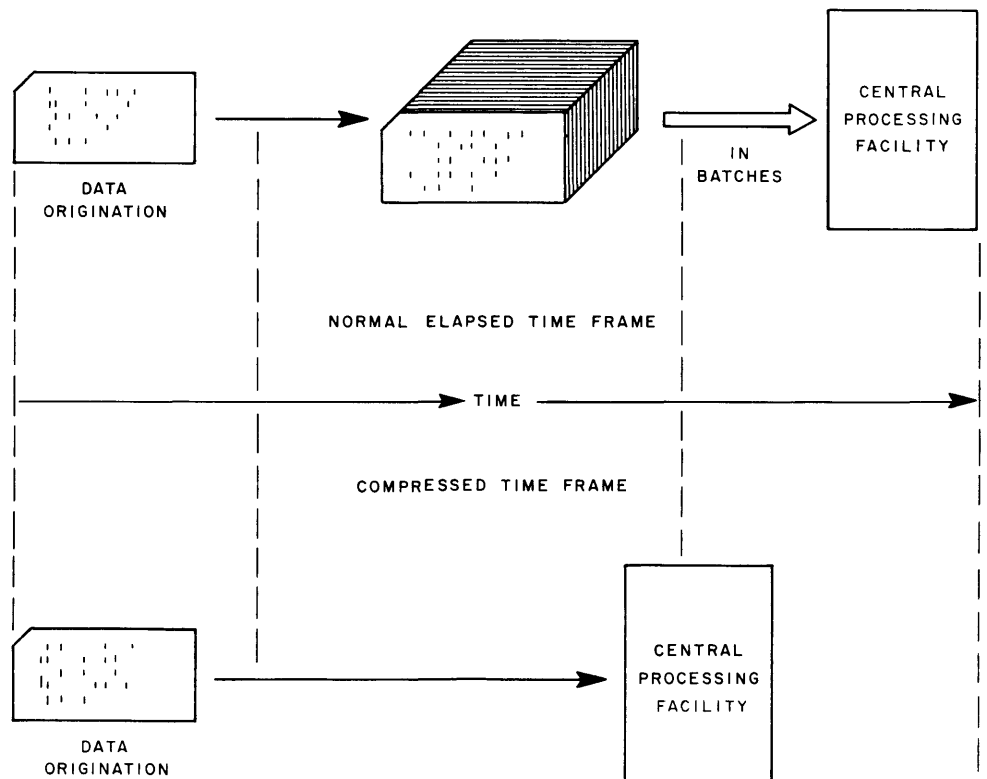 CENTRAL
PROCESSING
FACILITY
DATA
ORIGINATION
IN
BATCHES
NORMAL ELAPSED TIME FRAME
TIME
COMPRESSED TIME FRAME
CENTRAL
PROCESSING
FACILITY
DATA
ORIGINATION